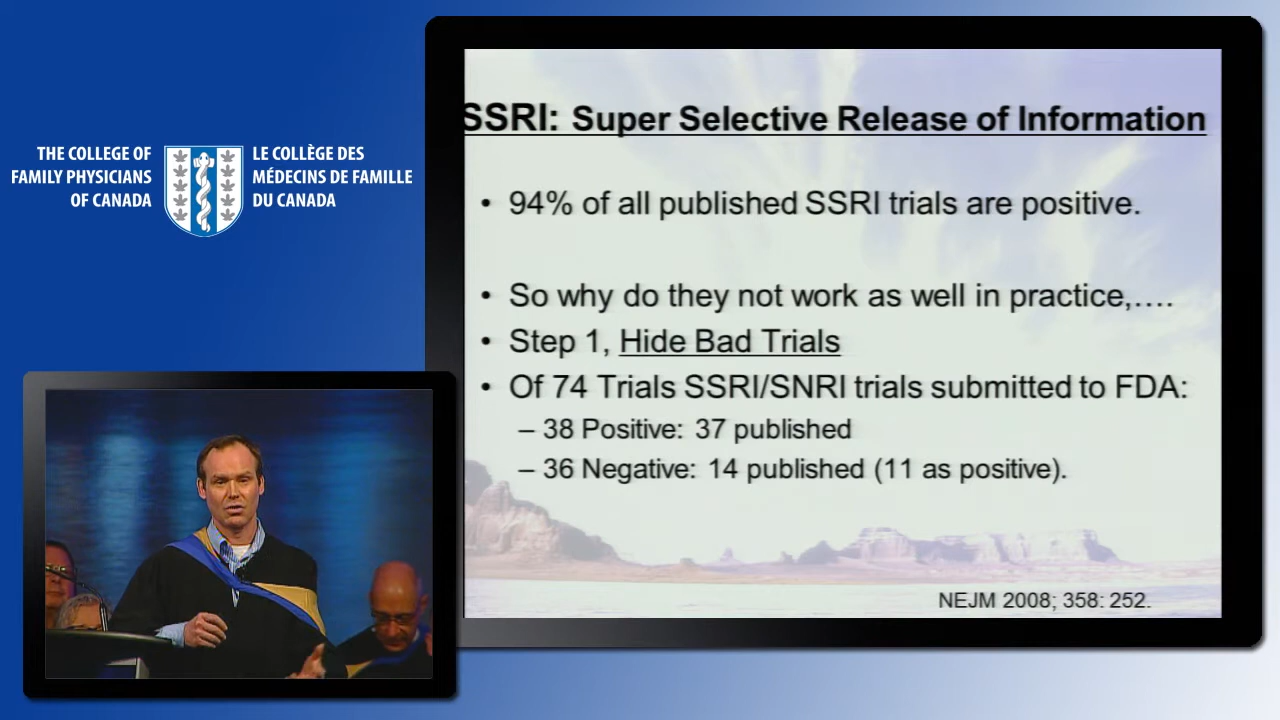 THE COLLEGE OF
FAMILY PHYSICIANS
OF CANADA
LE COLLÈGE DES
MÉDECINS DE FAMILLE
DU CANADA
SSRI: Super Selective Release of Information
• 94% of all published SSRI trials are positive.
• So why do they not work as well in practice,....
• Step 1, Hide Bad Trials
• Of 74 Trials SSRI/SNRI trials submitted to FDA:
– 38 Positive: 37 published
– 36 Negative: 14 published (11 as positive).
NEJM 2008; 358: 252.